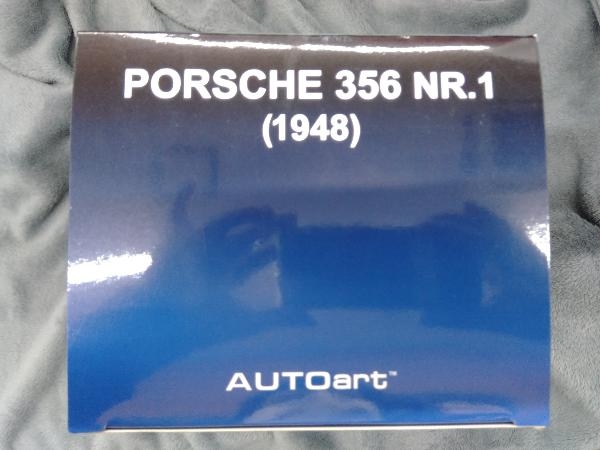 PORSCHE 356 NR.1
(1948)
AUTOart™